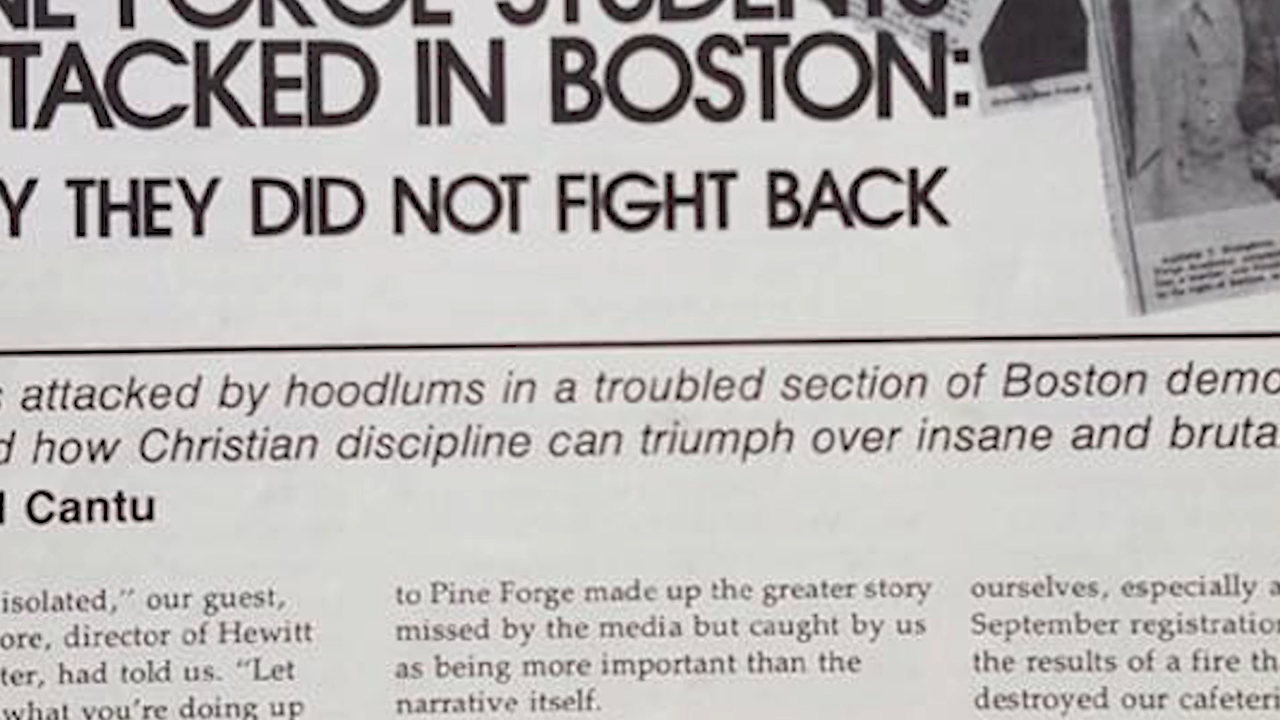 NE FORGE STUDENTS
TACKED IN BOSTON:
Y THEY DID NOT FIGHT BACK
s attacked by hoodlums in a troubled section of Boston demo
d how Christian discipline can triumph over insane and bruta
l Cantu
isolated,” our guest,
ore, director of Hewitt
ter, had told us. “Let
what you're doing up
to Pine Forge made up the greater story
missed by the media but caught by us
as being more important than the
narrative itself.
ourselves, especially a
September registration
the results of a fire th
destroyed our cafeteri